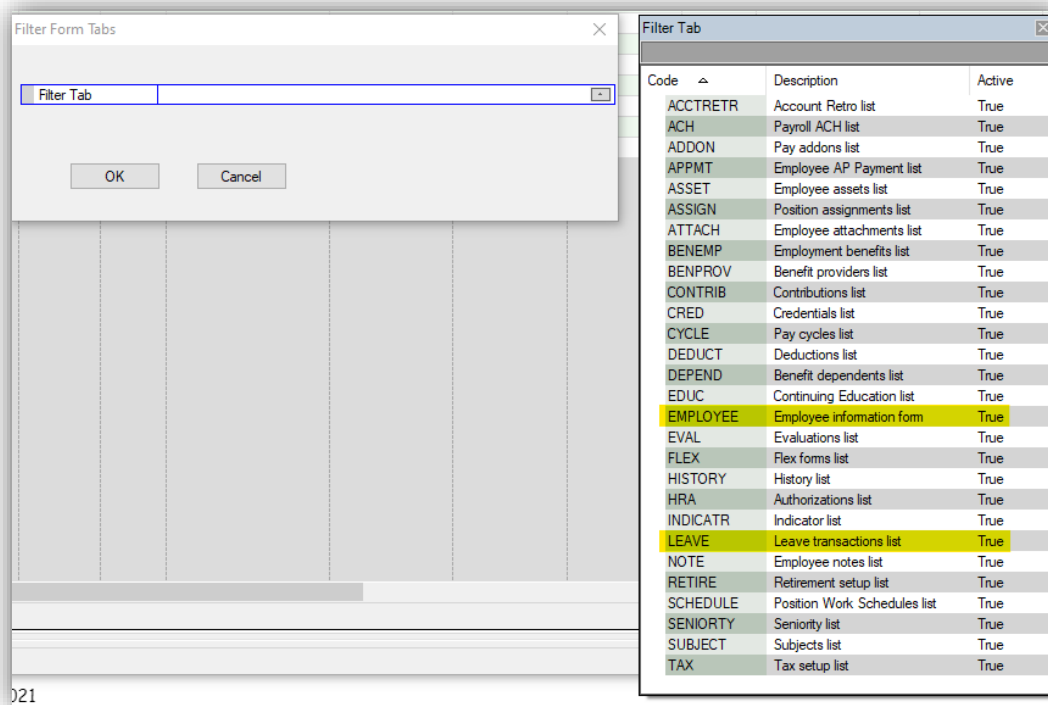 Filter Form Tabs
Filter Tab
OK Cancel
Filter Tab
Code Description Active
ACCTRETR Account Retro list True
ACH Payroll ACH list True
ADDON Pay addons list True
APPMT Employee AP Payment list True
ASSET Employee assets list True
ASSIGN Position assignments list True
ATTACH Employee attachments list True
BENEMP Employment benefits list True
BENPROV Benefit providers list True
CONTRIB Contributions list True
CRED Credentials list True
CYCLE Pay cycles list True
DEDUCT Deductions list True
DEPEND Benefit dependents list True
EDUC Continuing Education list True
EMPLOYEE Employee information form True
EVAL Evaluations list True
FLEX Flex forms list True
HISTORY History list True
HRA Authorizations list True
INDICATR Indicator list True
LEAVE Leave transactions list True
NOTE Employee notes list True
RETIRE Retirement setup list True
SCHEDULE Position Work Schedules list True
SENIORTY Seniority list True
SUBJECT Subjects list True
TAX Tax setup list True
021